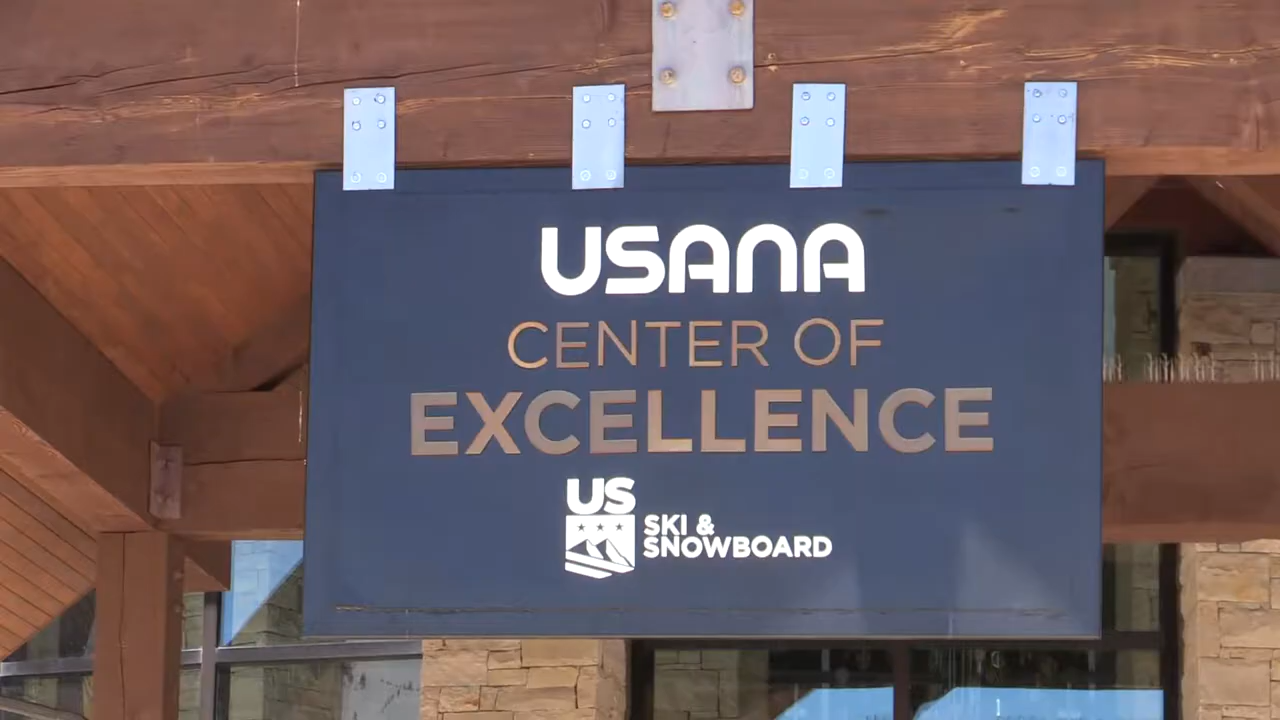 USANA
CENTER OF
EXCELLENCE
US
SKI &
SNOWBOARD